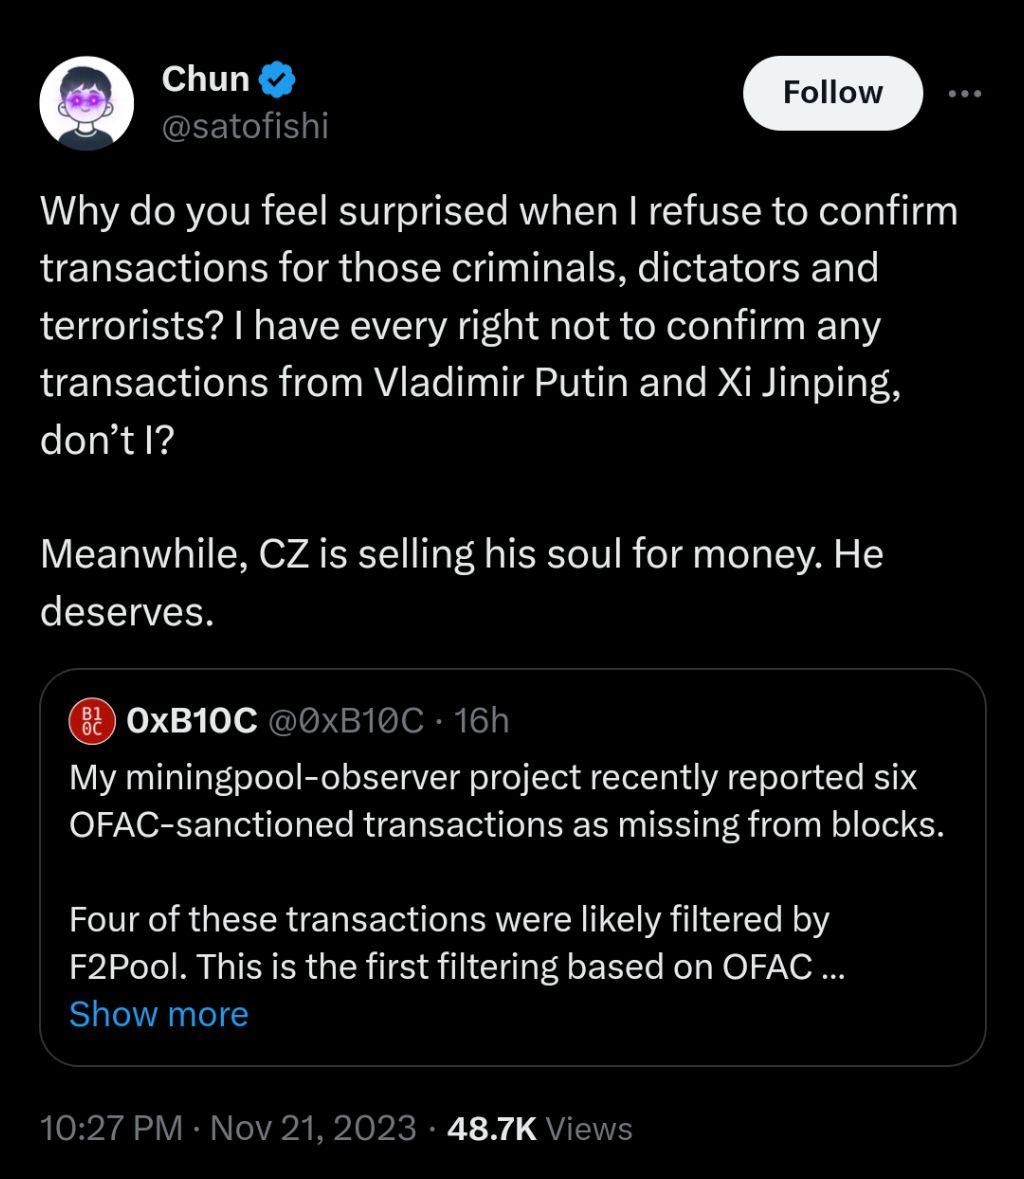 Chun
@satofishi
Follow
Why do you feel surprised when I refuse to confirm
transactions for those criminals, dictators and
terrorists? I have every right not to confirm any
transactions from Vladimir Putin and Xi Jinping,
don’t I?
Meanwhile, CZ is selling his soul for money. He
deserves.
B1
0C
0xB10C @0xB10C · 16h
My miningpool-observer project recently reported six
OFAC-sanctioned transactions as missing from blocks.
Four of these transactions were likely filtered by
F2Pool. This is the first filtering based on OFAC ...
Show more
10:27 PM · Nov 21, 2023 · 48.7K Views